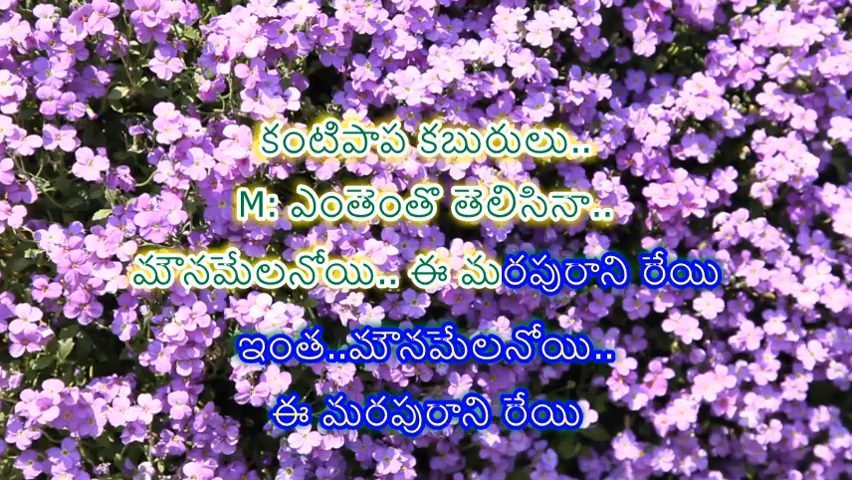 కంటిపాప కబురులు..
M: ఎంతెంతొ తెలిసినా..
మౌనమేలనోయి.. ఈ మరపురాని రేయి
ఇంత..మౌనమేలనోయి..
ఈ మరపురాని రేయి